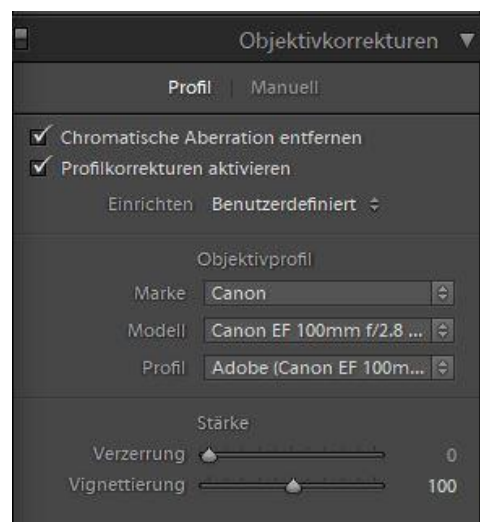 Objektivkorrekturen
Profil Manuell
Chromatische Aberration entfernen
Profilkorrekturen aktivieren
Einrichten Benutzerdefiniert
Objektivprofil
Marke Canon
Modell Canon EF 100mm f/2.8 ...
Profil Adobe (Canon EF 100m...
Stärke
Verzerrung 0
Vignettierung 100